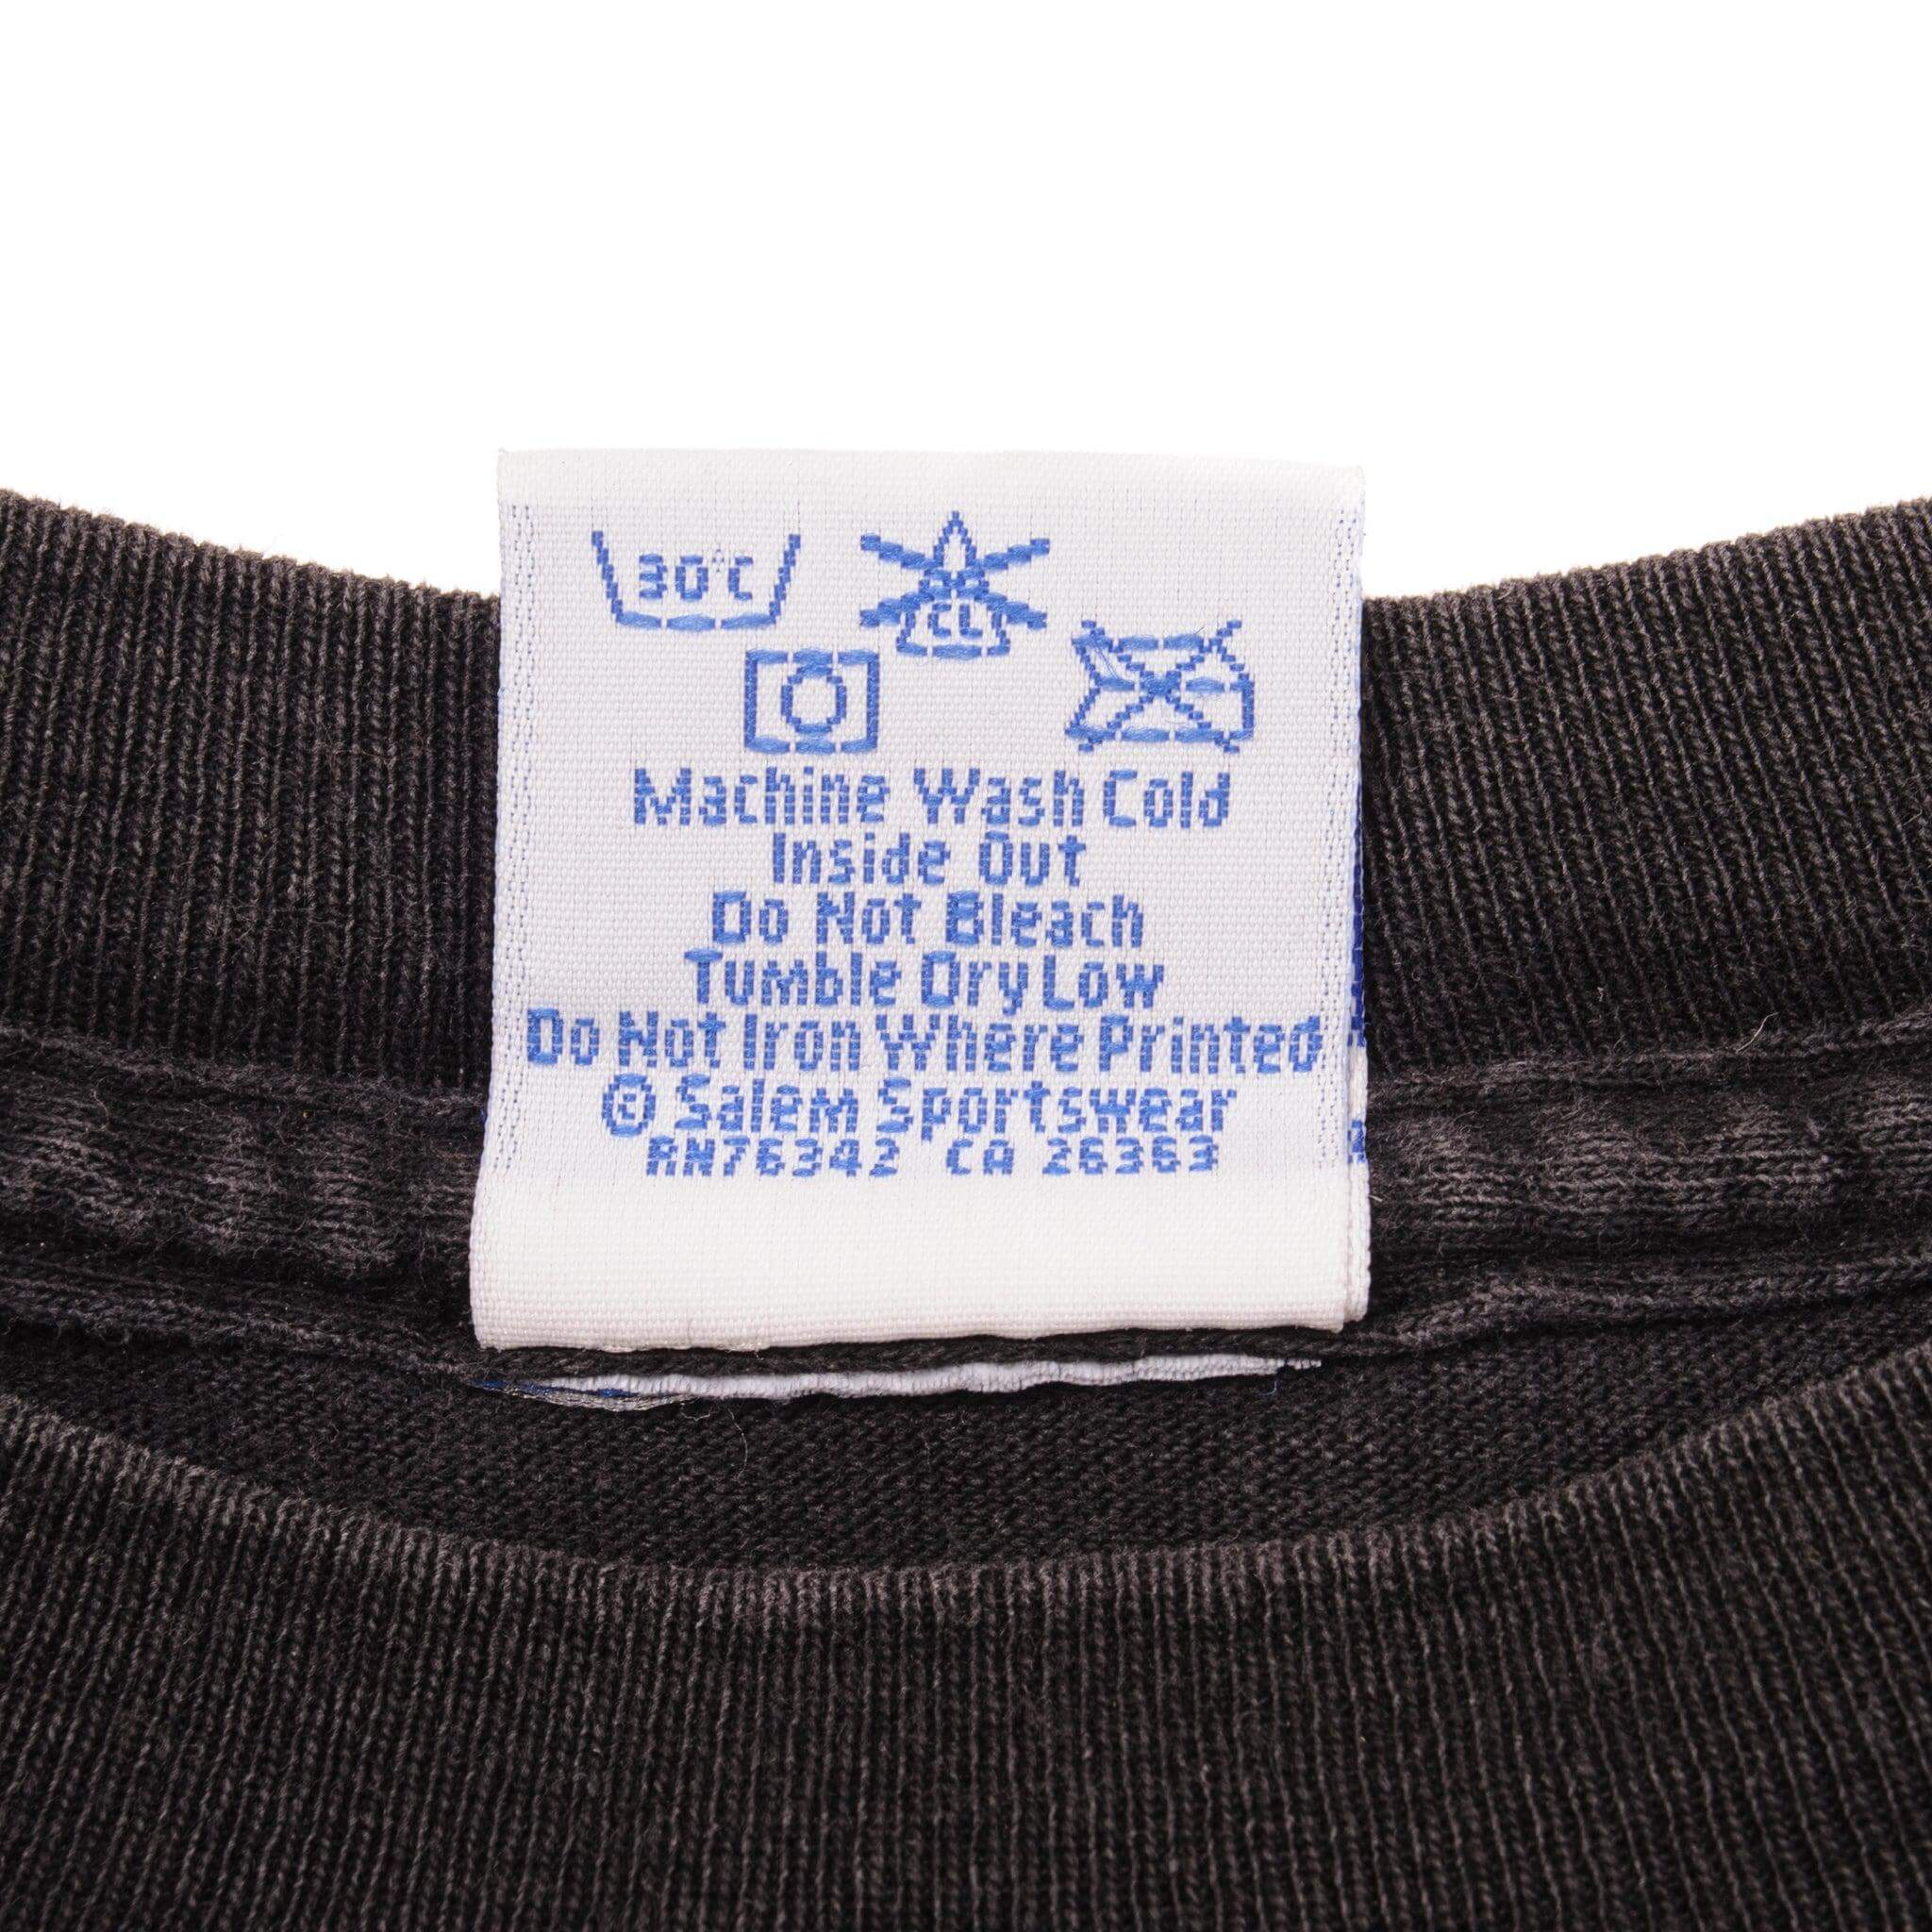 30°C
CL
Machine Wash Cold
Inside Out
Do Not Bleach
Tumble Dry Low
Do Not Iron Where Printed
© Salem Sportswear
RN76342 CA 26363